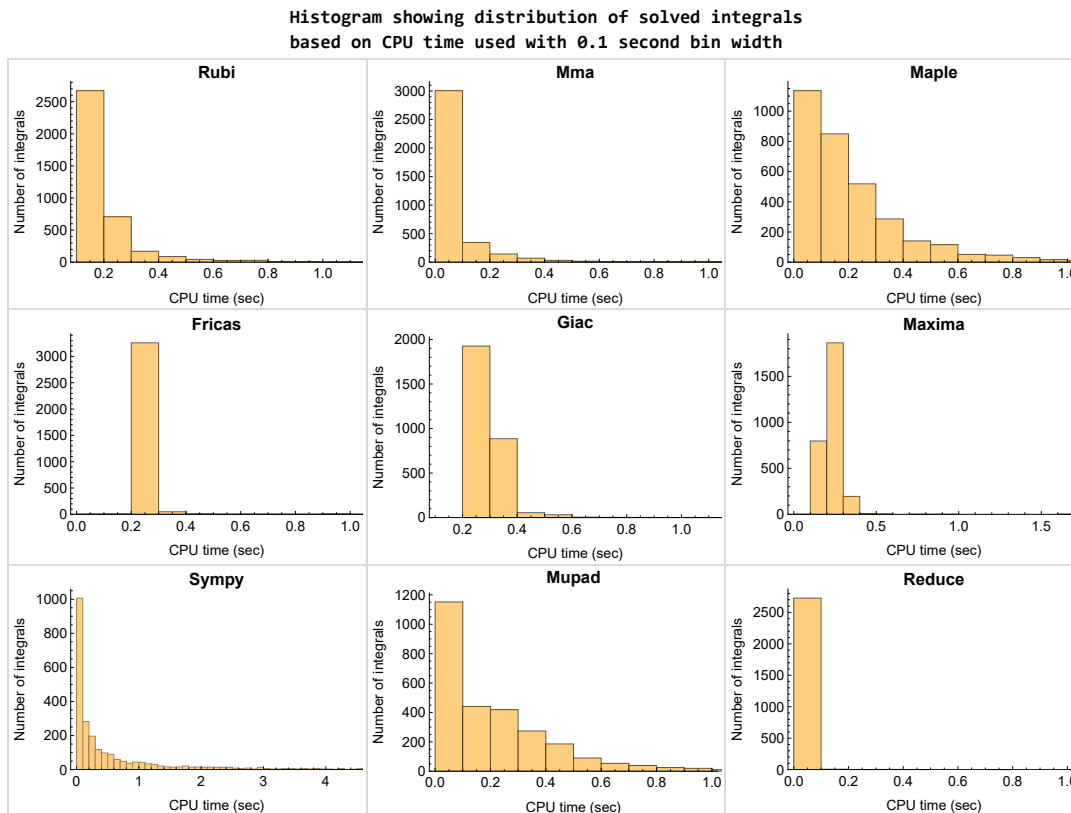 Histogram showing distribution of solved integrals
based on CPU time used with 0.1 second bin width
Rubi
Number of integrals
2500
2000
1500
1000
500
0
0.2 0.4 0.6 0.8 1.0
CPU time (sec)
Mma
Number of integrals
3000
2500
2000
1500
1000
500
0
0.0 0.2 0.4 0.6 0.8 1.0
CPU time (sec)
Maple
Number of integrals
1000
800
600
400
200
0
0.0 0.2 0.4 0.6 0.8 1.0
CPU time (sec)
Fricas
Number of integrals
3000
2500
2000
1500
1000
500
0
0.0 0.2 0.4 0.6 0.8 1.0
CPU time (sec)
Giac
Number of integrals
2000
1500
1000
500
0
0.2 0.4 0.6 0.8 1.0
CPU time (sec)
Maxima
Number of integrals
1500
1000
500
0
0.0 0.5 1.0 1.5
CPU time (sec)
Sympy
Number of integrals
1000
800
600
400
200
0
0 1 2 3 4
CPU time (sec)
Mupad
Number of integrals
1200
1000
800
600
400
200
0
0.0 0.2 0.4 0.6 0.8 1.0
CPU time (sec)
Reduce
Number of integrals
2500
2000
1500
1000
500
0
0.0 0.2 0.4 0.6 0.8 1.0
CPU time (sec)